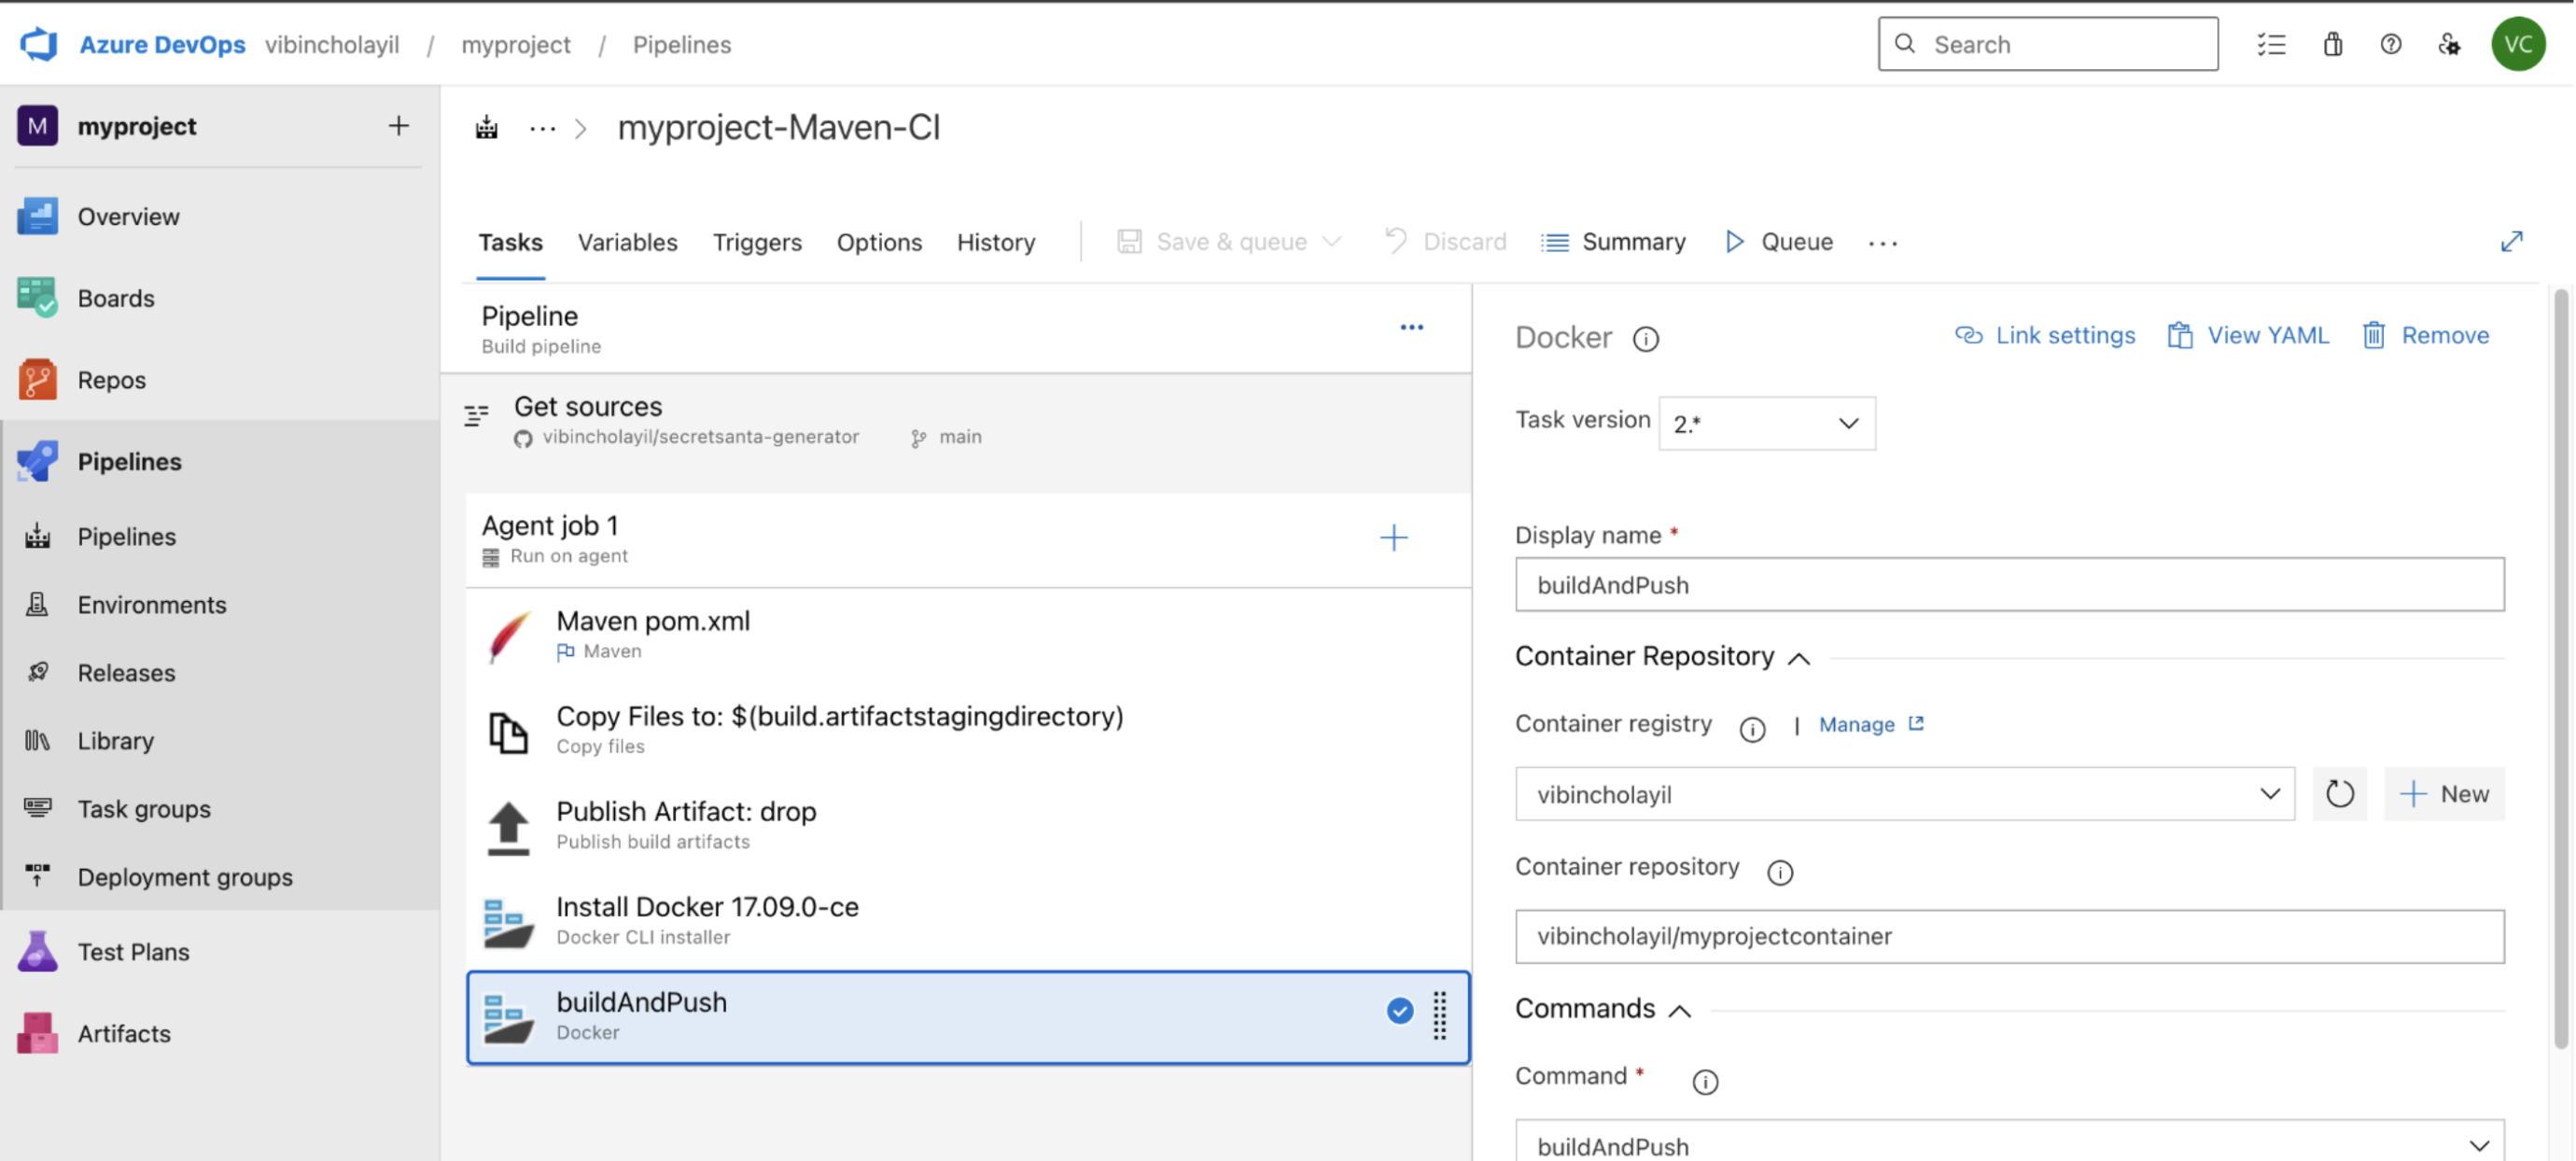 Azure DevOps vibincholayil / myproject / Pipelines
Search
VC
M myproject
Overview
Boards
Repos
Pipelines
Pipelines
Environments
Releases
Library
Task groups
Deployment groups
Test Plans
Artifacts
... > myproject-Maven-CI
Tasks Variables Triggers Options History Save & queue Discard Summary Queue ...
Pipeline
Build pipeline
Get sources
vibincholayil/secretsanta-generator main
Agent job 1
Run on agent
Maven pom.xml
Maven
Copy Files to: $(build.artifactstagingdirectory)
Copy files
Publish Artifact: drop
Publish build artifacts
Install Docker 17.09.0-ce
Docker CLI installer
buildAndPush
Docker
Docker Link settings View YAML Remove
Task version 2.*
Display name *
buildAndPush
Container Repository
Container registry | Manage
vibincholayil New
Container repository
vibincholayil/myprojectcontainer
Commands
Command *
buildAndPush